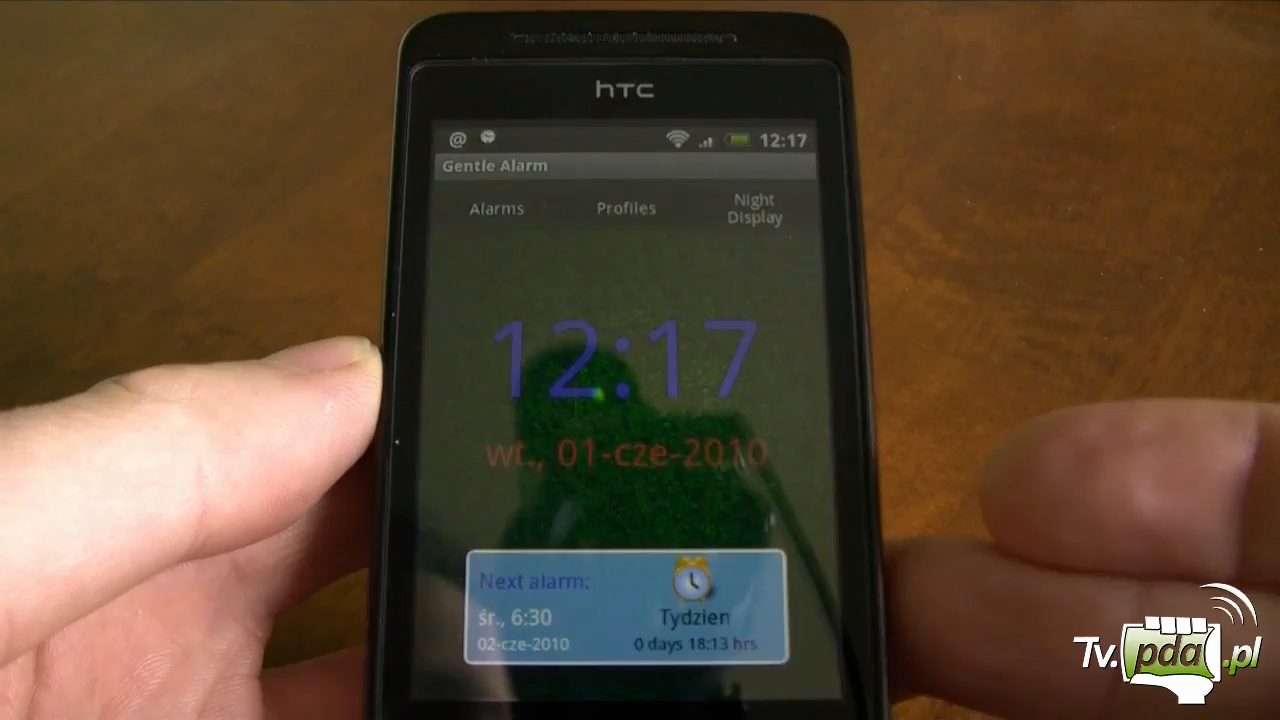 hTC
@ 12:17
Gentle Alarm
Alarms Profiles Night
Display
12:17
wt., 01-cze-2010
Next alarm:
śr., 6:30 Tydzien
02-cze-2010 0 days 18:13 hrs
Tv.pda.pl